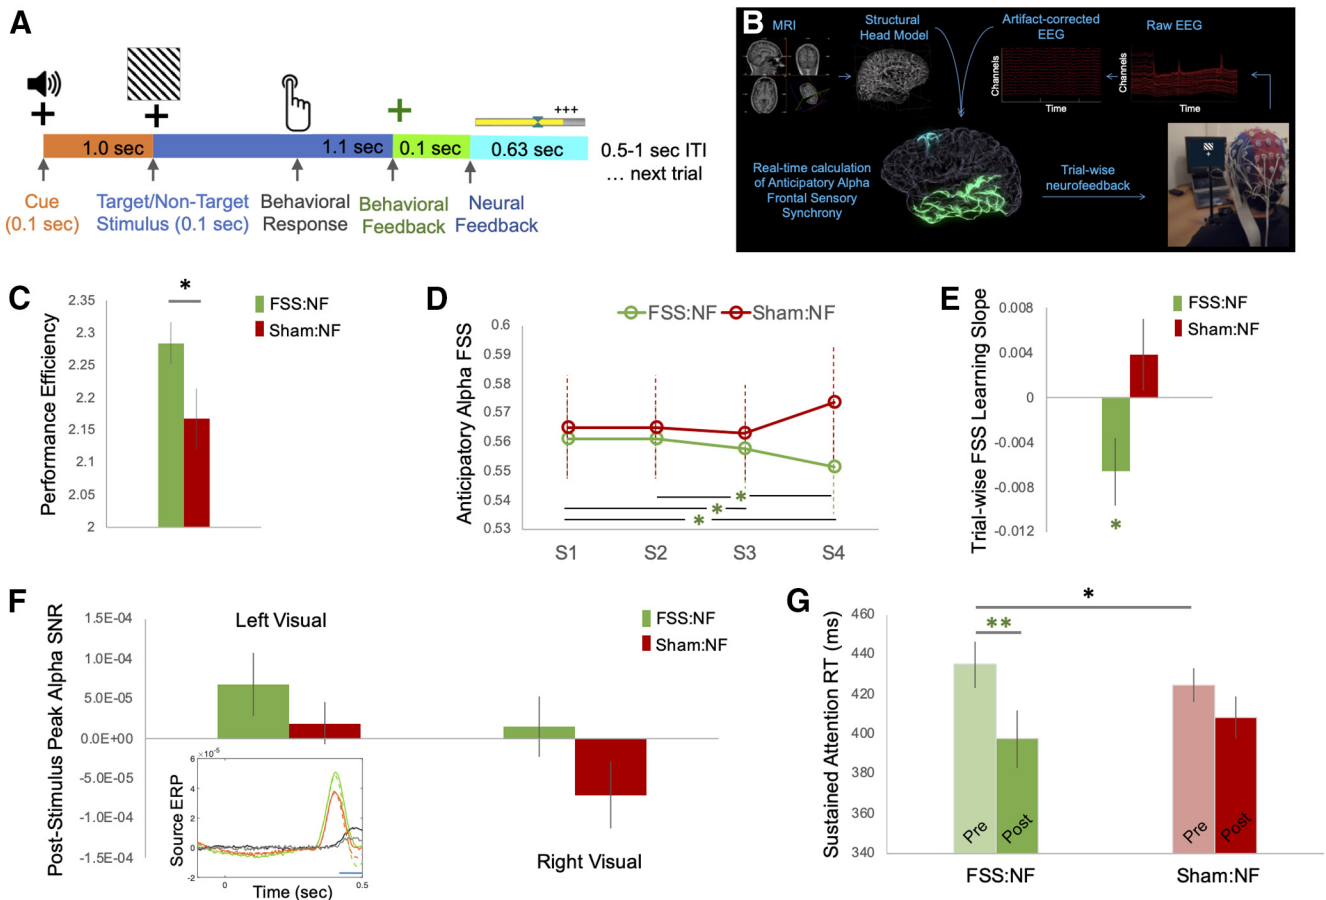 A
+++
1.0 sec
1.1 sec
0.1 sec
0.63 sec
0.5-1 sec ITI
... next trial
Cue
(0.1 sec)
Target/Non-Target
Stimulus (0.1 sec)
Behavioral
Response
Behavioral
Feedback
Neural
Feedback
B
MRI
Structural
Head Model
Artifact-corrected
EEG
Raw EEG
Channels
Time
Channels
Time
Real-time calculation
of Anticipatory Alpha
Frontal Sensory
Synchrony
Trial-wise
neurofeedback
C
Performance Efficiency
2.35
2.3
2.25
2.2
2.15
2.1
2.05
2
*
FSS:NF
Sham:NF
D
FSS:NF
Sham:NF
Anticipatory Alpha FSS
0.6
0.59
0.58
0.57
0.56
0.55
0.54
0.53
*
*
*
S1 S2 S3 S4
E
Trial-wise FSS Learning Slope
0.008
0.004
0
-0.004
-0.008
-0.012
FSS:NF
Sham:NF
*
F
Post-Stimulus Peak Alpha SNR
1.5E-04
1.0E-04
5.0E-05
0.0E+00
-5.0E-05
-1.0E-04
-1.5E-04
Left Visual
Right Visual
FSS:NF
Sham:NF
×10-5
Source ERP
6
4
2
0
-2
0 0.5
Time (sec)
G
Sustained Attention RT (ms)
460
440
420
400
380
360
340
*
**
Pre Post Pre Post
FSS:NF Sham:NF